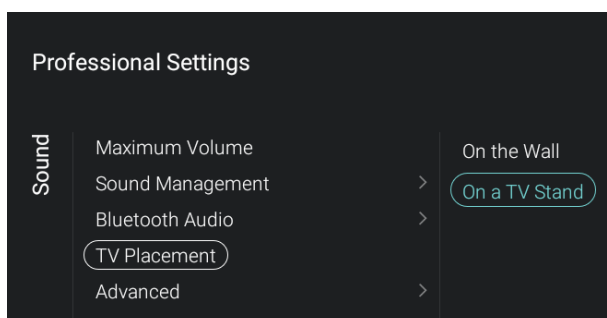 Professional Settings
Sound
Maximum Volume
Sound Management
Bluetooth Audio
TV Placement
Advanced
On the Wall
On a TV Stand